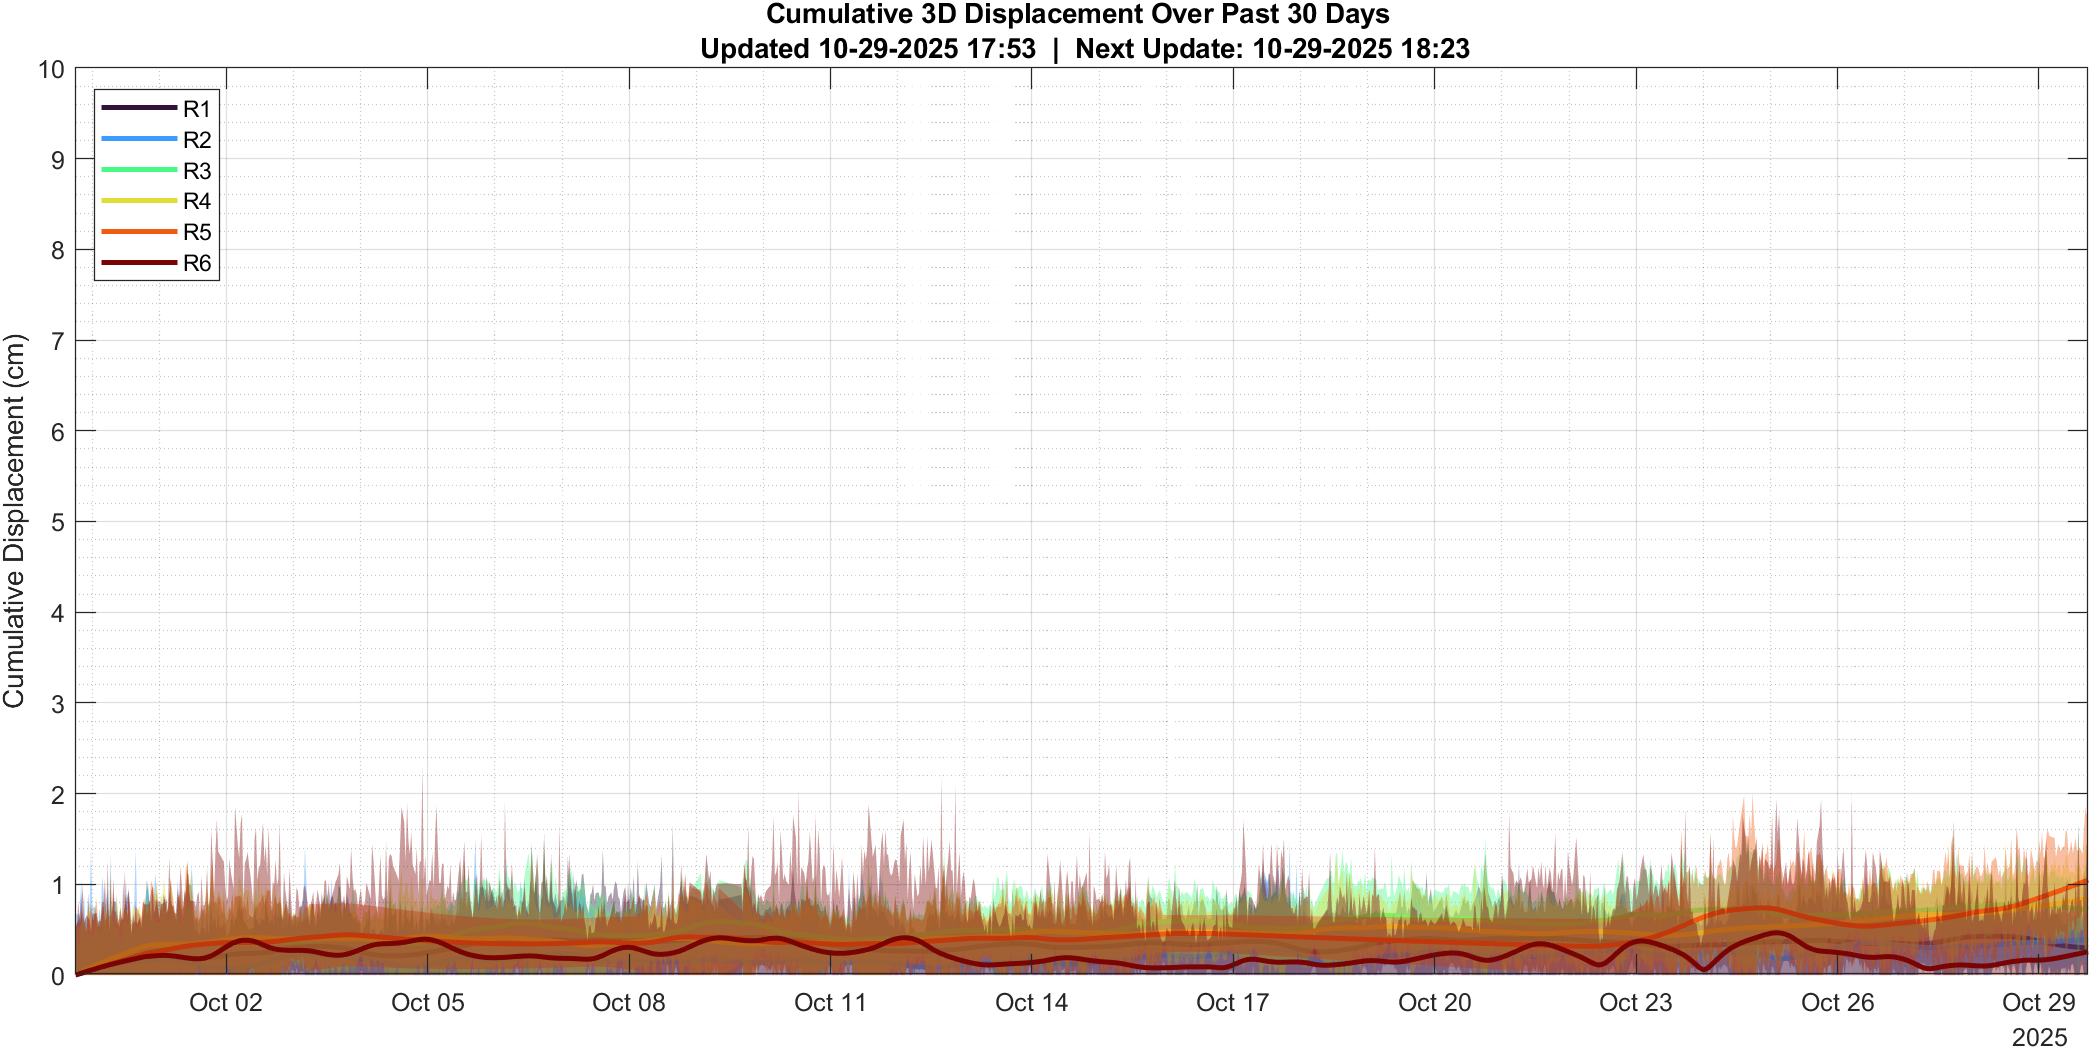 Cumulative 3D Displacement Over Past 30 Days
Updated 10-29-2025 17:53 | Next Update: 10-29-2025 18:23
10
9
8
7
6
5
4
3
2
1
0
Cumulative Displacement (cm)
R1
R2
R3
R4
R5
R6
Oct 02
Oct 05
Oct 08
Oct 11
Oct 14
Oct 17
Oct 20
Oct 23
Oct 26
Oct 29
2025